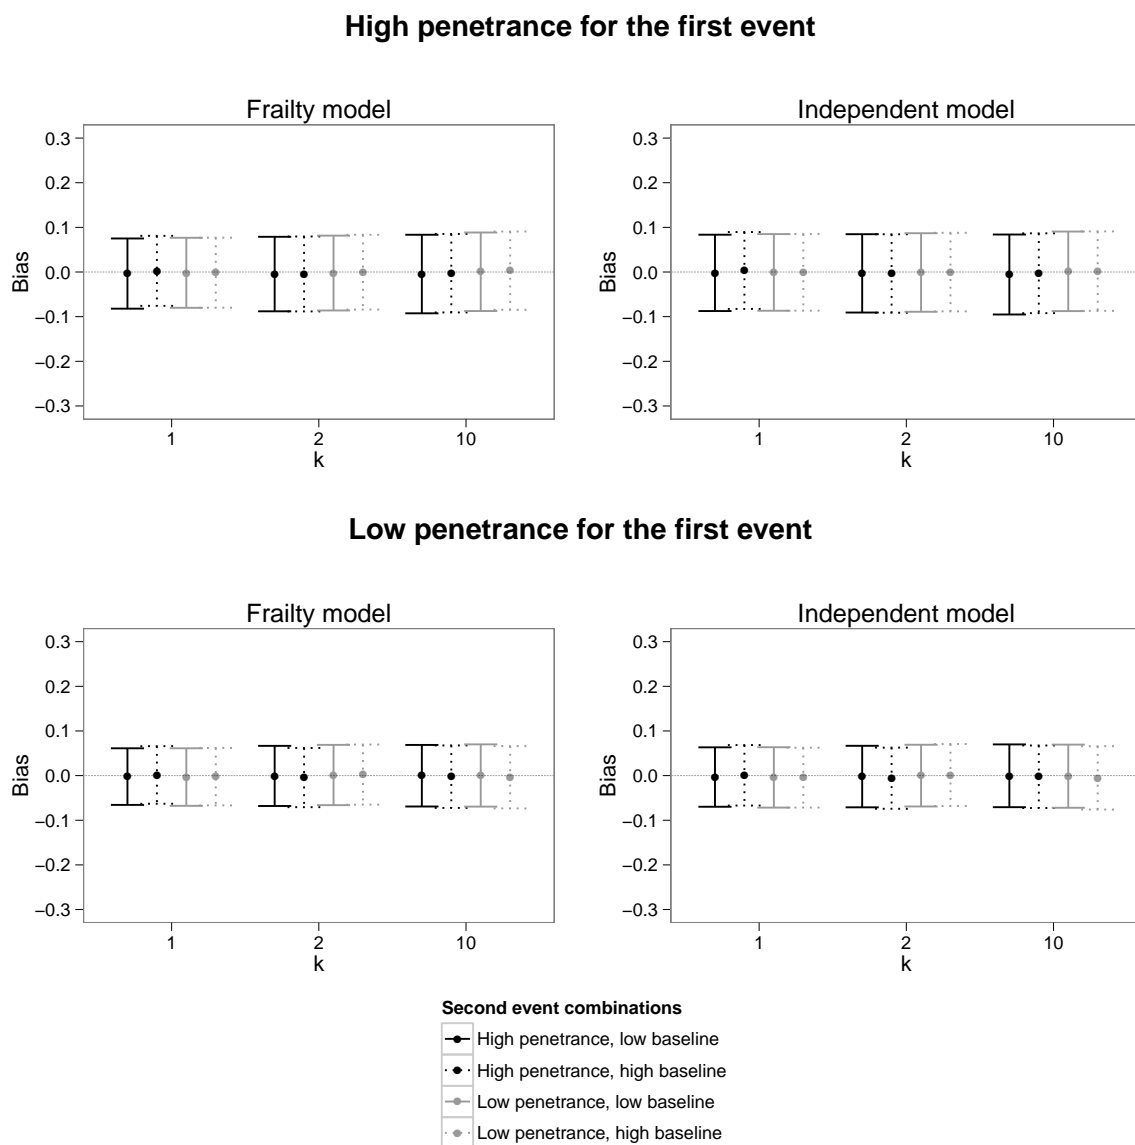 High penetrance for the first event
Frailty model
Independent model
0.3
0.2
0.1
0.0
−0.1
−0.2
−0.3
Bias
1
2
10
k
0.3
0.2
0.1
0.0
−0.1
−0.2
−0.3
Bias
1
2
10
k
Low penetrance for the first event
Frailty model
Independent model
0.3
0.2
0.1
0.0
−0.1
−0.2
−0.3
Bias
1
2
10
k
0.3
0.2
0.1
0.0
−0.1
−0.2
−0.3
Bias
1
2
10
k
Second event combinations
High penetrance, low baseline
High penetrance, high baseline
Low penetrance, low baseline
Low penetrance, high baseline